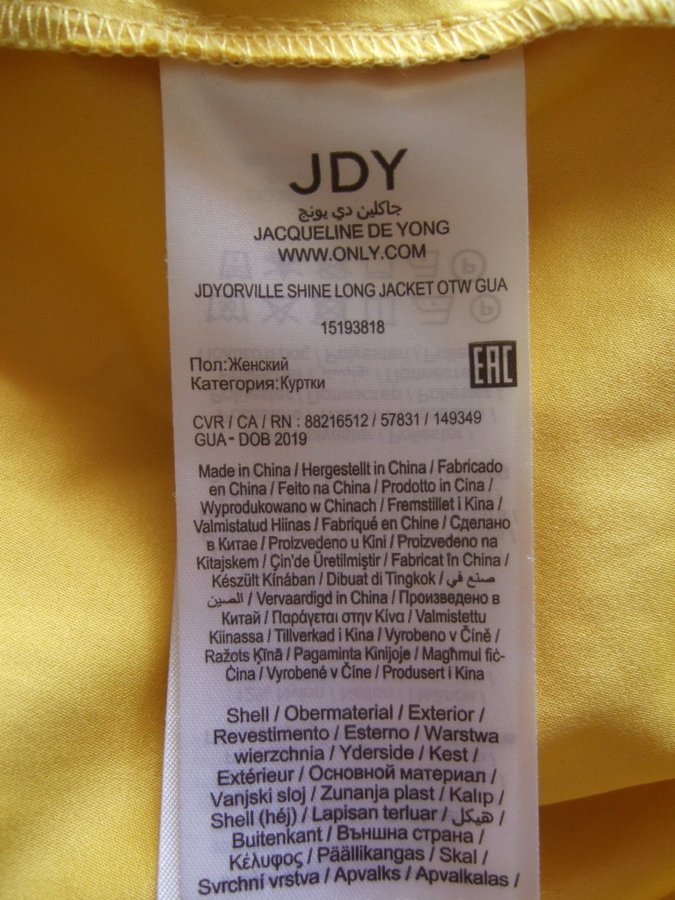 JDY
جاكلين دي يونج
JACQUELINE DE YONG
WWW.ONLY.COM
JDYORVILLE SHINE LONG JACKET OTW GUA
15193818
Пол:Женский
Категория:Куртки
EAC
CVR / CA / RN : 88216512 / 57831 / 149349
GUA - DOB 2019
Made in China / Hergestellt in China / Fabricado
en China / Feito na China / Prodotto in Cina /
Wyprodukowano w Chinach / Fremstillet i Kina /
Valmistatud Hiinas / Fabriqué en Chine / Сделано
в Китае / Proizvedeno u Kini / Proizvedeno na
Kitajskem / Çin'de Üretilmiştir / Fabricat în China /
Készült Kínában / Dibuat di Tingkok / صنع في
الصين / Vervaardigd in China / Произведено в
Китай / Παράγεται στην Κίνα / Valmistettu
Kiinassa / Tillverkad i Kina / Vyrobeno v Číně /
Ražots Ķīnā / Pagaminta Kinijoje / Magħmul fiċ-
Ċina / Vyrobené v Číne / Produsert i Kina
Shell / Obermaterial / Exterior /
Revestimento / Esterno / Warstwa
wierzchnia / Yderside / Kest /
Extérieur / Основной материал /
Vanjski sloj / Zunanja plast / Kalıp /
Shell (héj) / Lapisan terluar / هيكل /
Buitenkant / Външна страна /
Κέλυφος / Päällikangas / Skal /
Svrchní vrstva / Apvalks / Apvalkalas /